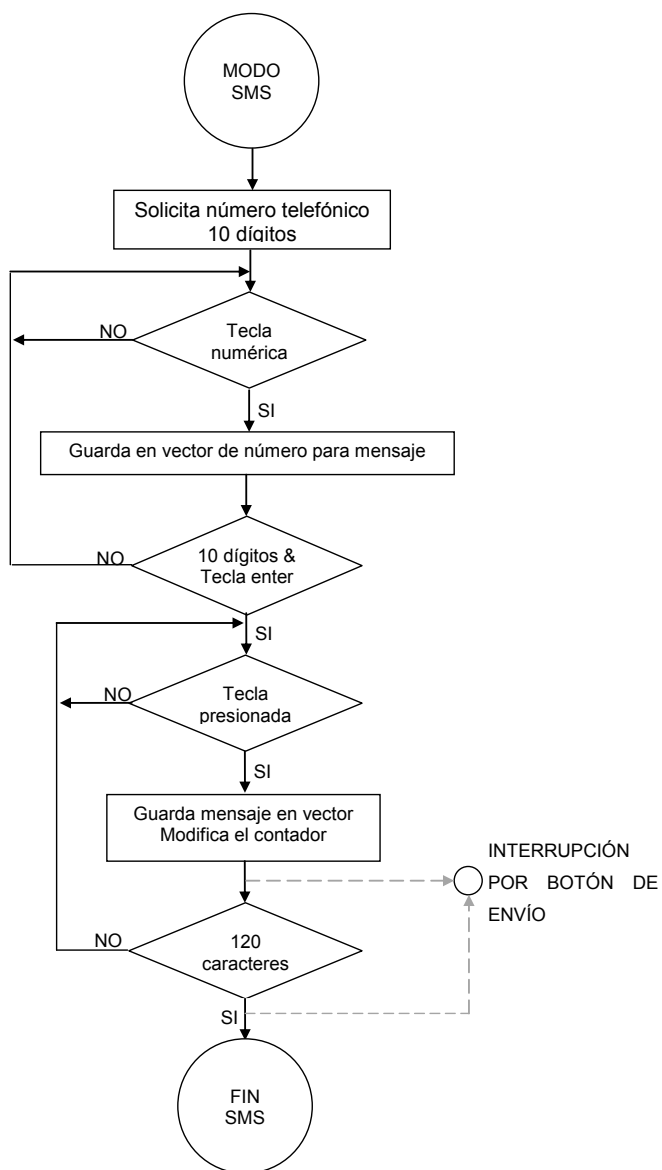 MODO
SMS
Solicita número telefónico
10 dígitos
NO
Tecla
numérica
SI
Guarda en vector de número para mensaje
NO
10 dígitos &
Tecla enter
SI
NO
Tecla
presionada
SI
Guarda mensaje en vector
Modifica el contador
INTERRUPCIÓN
POR BOTÓN DE
ENVÍO
NO
120
caracteres
SI
FIN
SMS